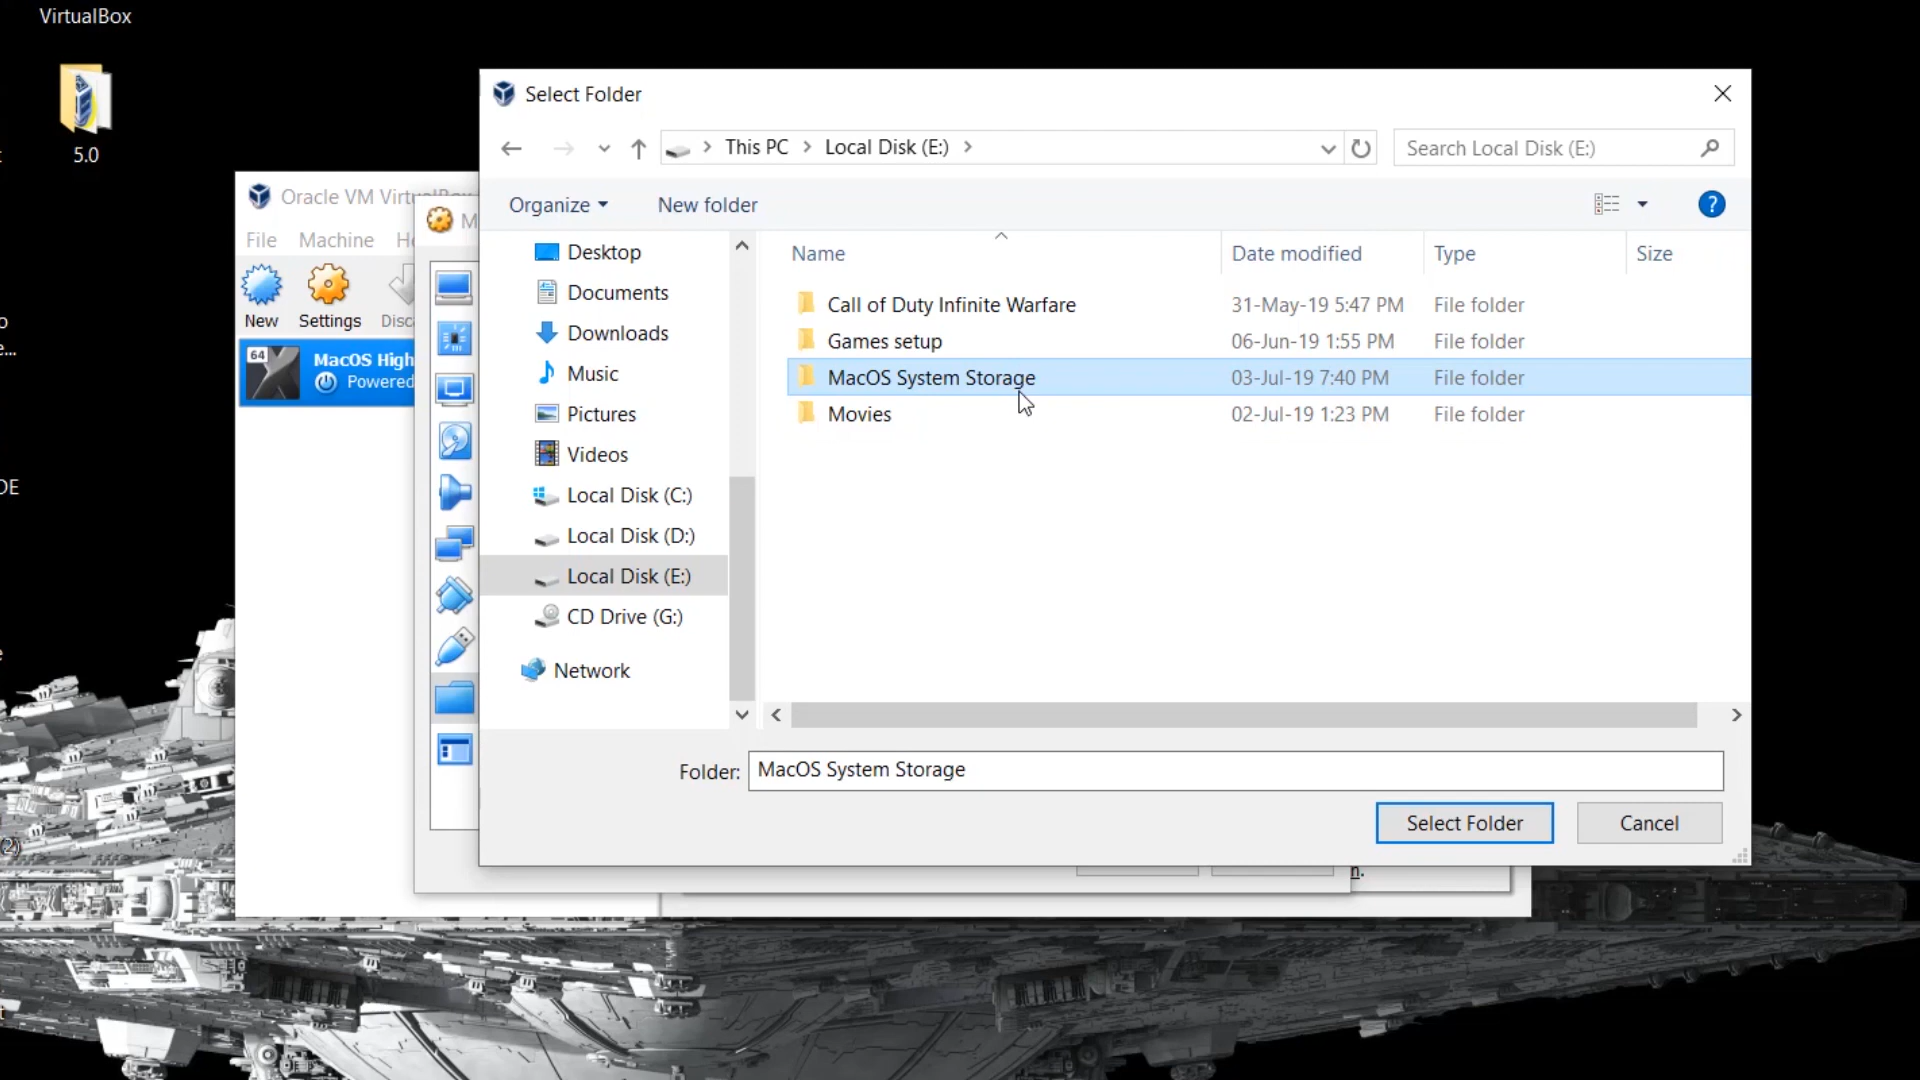 VirtualBox
5.0
DE
(2)
Oracle VM VirtualBox
File Machine
New Settings
64
MacOS High
Powered
Select Folder
This PC Local Disk (E:)
Search Local Disk (E:)
Organize New folder
?
Name Date modified Type Size
Desktop
Documents
Downloads
Music
Pictures
Videos
Local Disk (C:)
Local Disk (D:)
Local Disk (E:)
CD Drive (G:)
Network
Call of Duty Infinite Warfare 31-May-19 5:47 PM File folder
Games setup 06-Jun-19 1:55 PM File folder
MacOS System Storage 03-Jul-19 7:40 PM File folder
Movies 02-Jul-19 1:23 PM File folder
Folder: MacOS System Storage
Select Folder Cancel